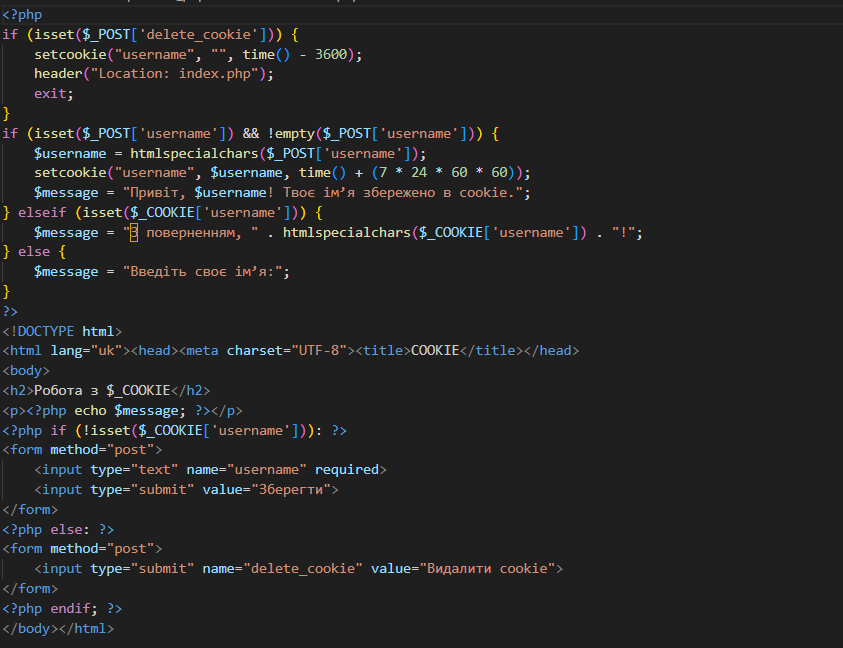 <?php
if (isset($_POST['delete_cookie'])) {
    setcookie("username", "", time() - 3600);
    header("Location: index.php");
    exit;
}
if (isset($_POST['username']) && !empty($_POST['username'])) {
    $username = htmlspecialchars($_POST['username']);
    setcookie("username", $username, time() + (7 * 24 * 60 * 60));
    $message = "Привіт, $username! Твоє ім’я збережено в cookie.";
} elseif (isset($_COOKIE['username'])) {
    $message = "З поверненням, " . htmlspecialchars($_COOKIE['username']) . "!";
} else {
    $message = "Введіть своє ім’я:";
}
?>
<!DOCTYPE html>
<html lang="uk"><head><meta charset="UTF-8"><title>COOKIE</title></head>
<body>
<h2>Робота з $_COOKIE</h2>
<p><?php echo $message; ?></p>
<?php if (!isset($_COOKIE['username'])): ?>
<form method="post">
    <input type="text" name="username" required>
    <input type="submit" value="Зберегти">
</form>
<?php else: ?>
<form method="post">
    <input type="submit" name="delete_cookie" value="Видалити cookie">
</form>
<?php endif; ?>
</body></html>